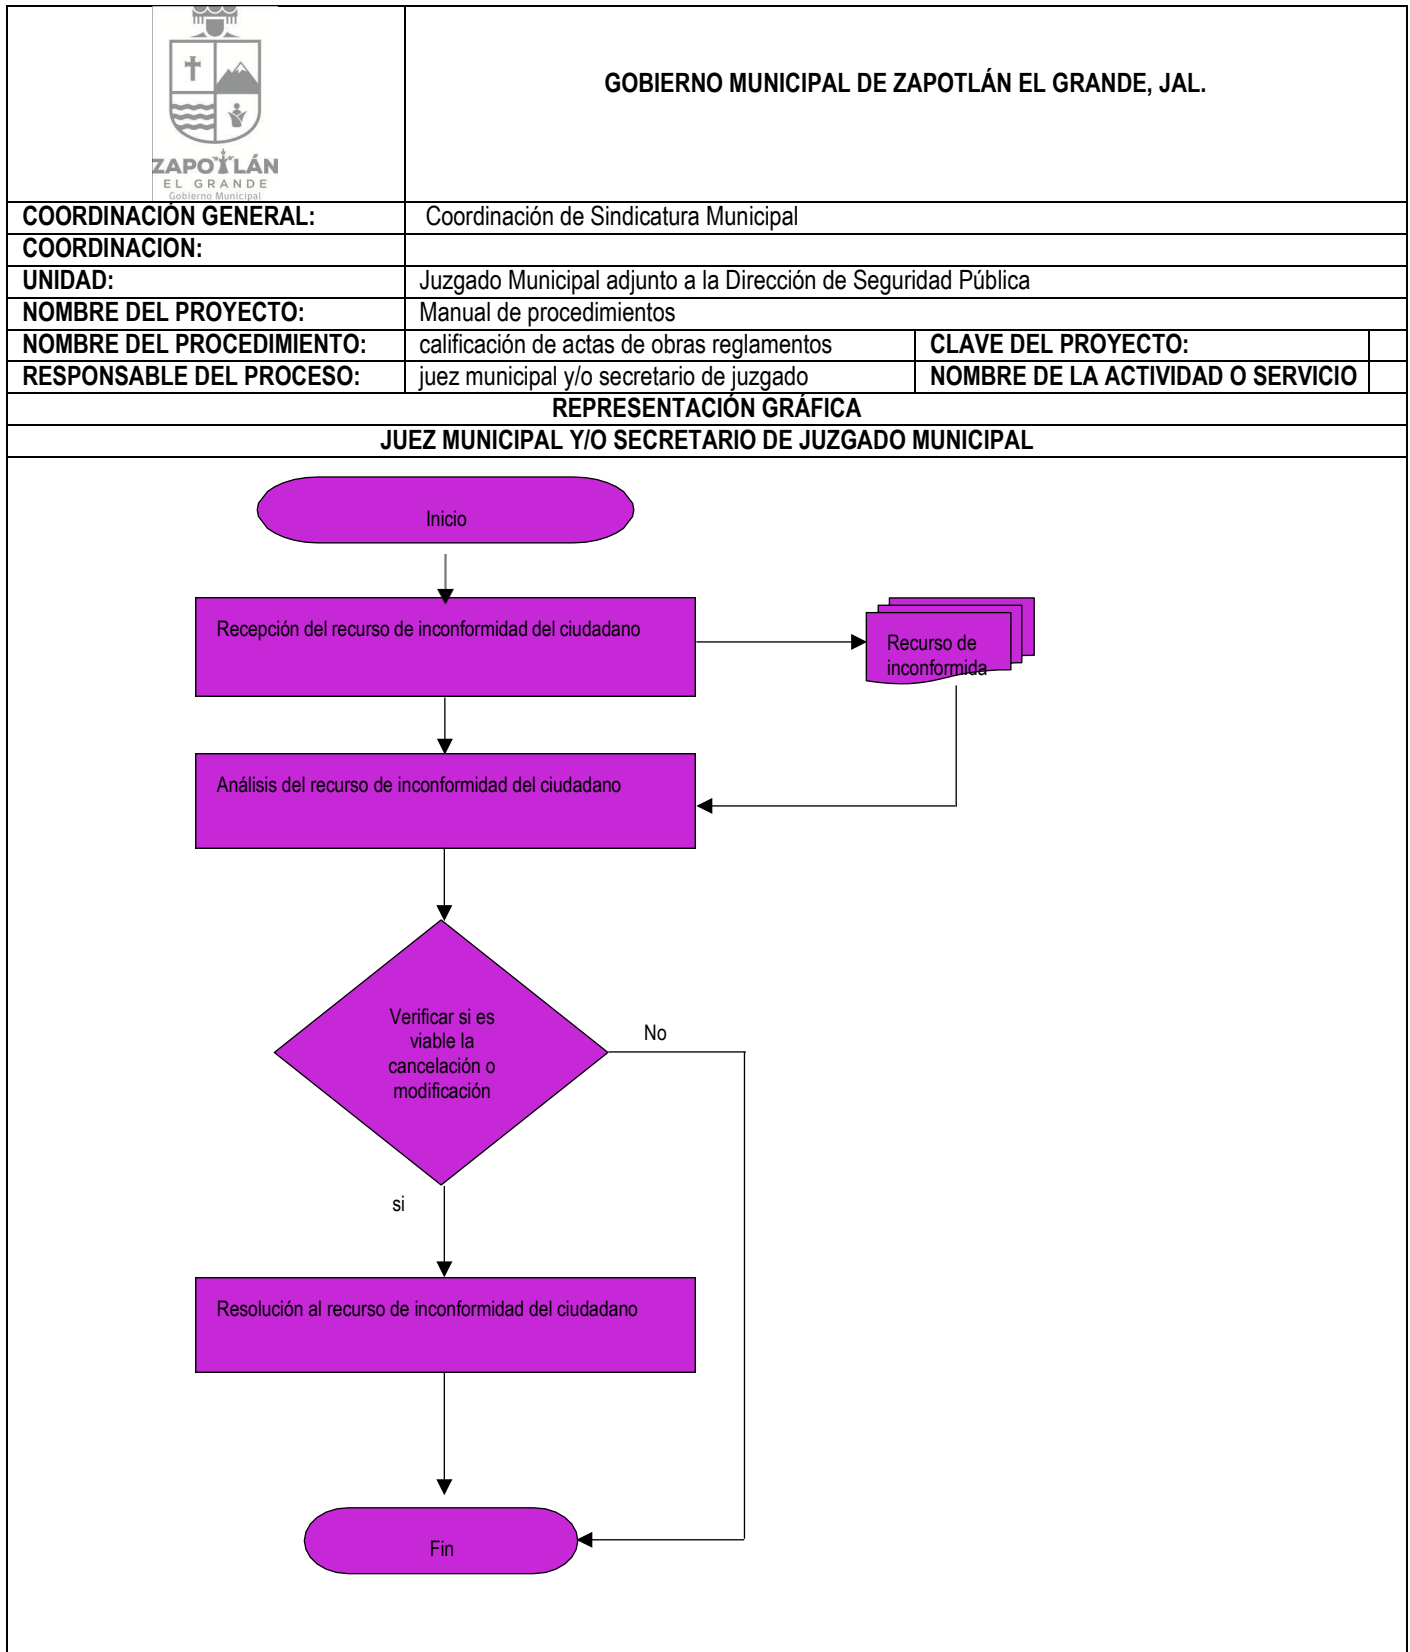 ZAPOTLÁN
EL GRANDE
Gobierno Municipal
GOBIERNO MUNICIPAL DE ZAPOTLÁN EL GRANDE, JAL.
COORDINACIÓN GENERAL: Coordinación de Sindicatura Municipal
COORDINACION:
UNIDAD: Juzgado Municipal adjunto a la Dirección de Seguridad Pública
NOMBRE DEL PROYECTO: Manual de procedimientos
NOMBRE DEL PROCEDIMIENTO: calificación de actas de obras reglamentos CLAVE DEL PROYECTO:
RESPONSABLE DEL PROCESO: juez municipal y/o secretario de juzgado NOMBRE DE LA ACTIVIDAD O SERVICIO
REPRESENTACIÓN GRÁFICA
JUEZ MUNICIPAL Y/O SECRETARIO DE JUZGADO MUNICIPAL
Inicio
Recepción del recurso de inconformidad del ciudadano
Recurso de
inconformida
Análisis del recurso de inconformidad del ciudadano
Verificar si es
viable la
cancelación o
modificación
No
si
Resolución al recurso de inconformidad del ciudadano
Fin